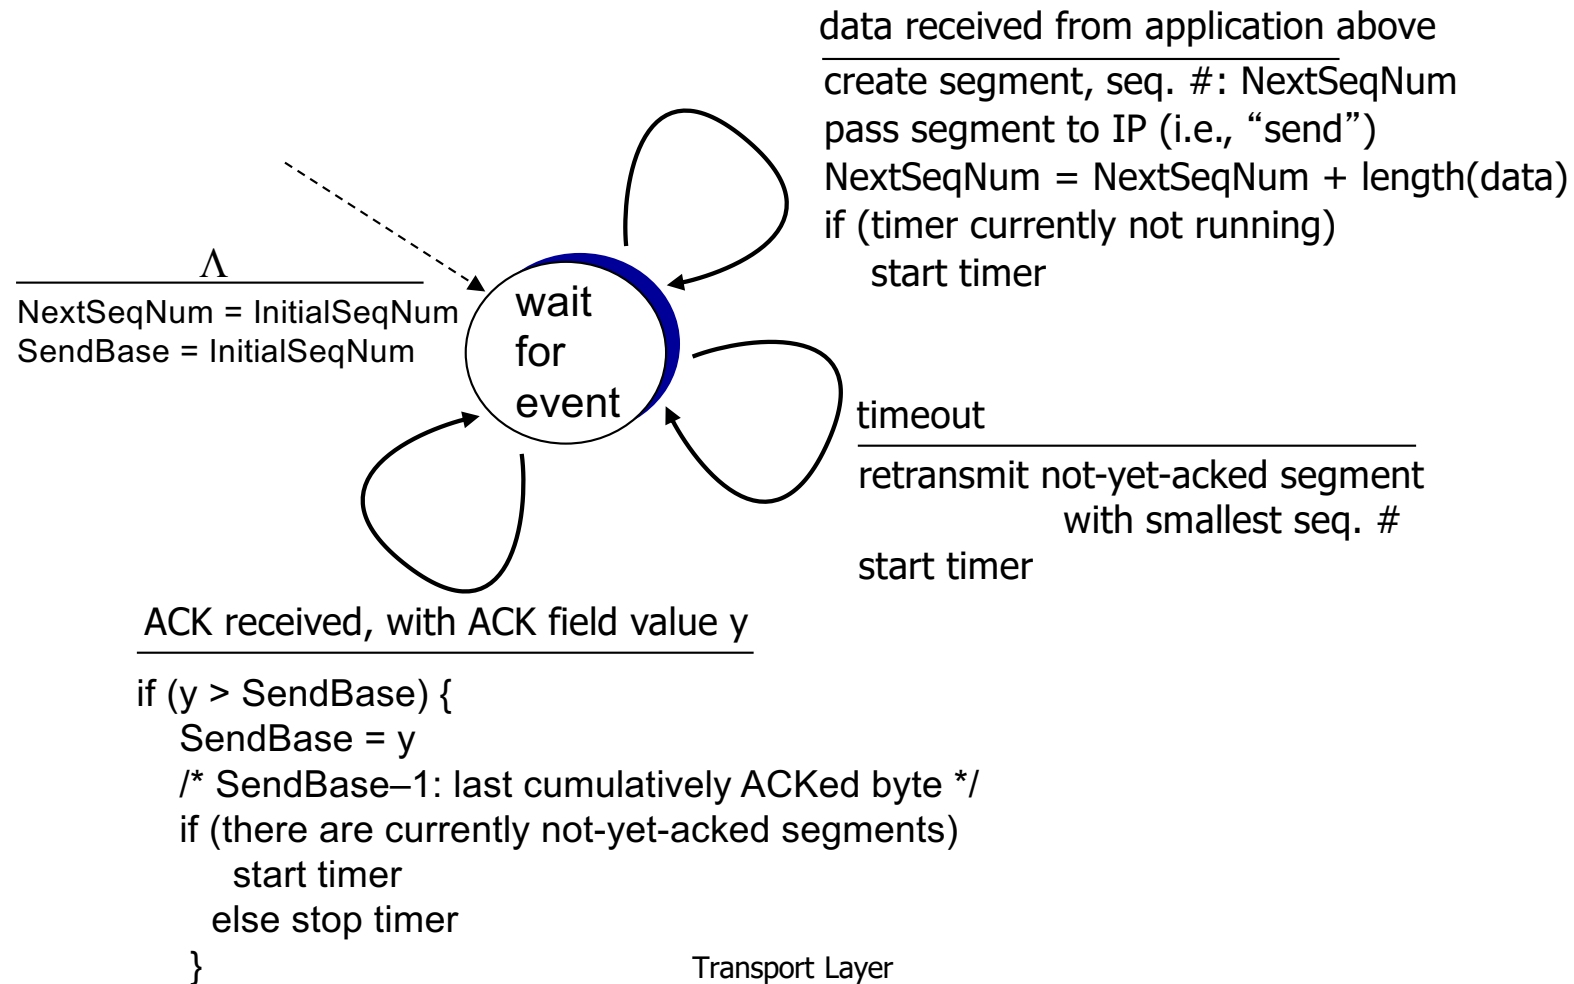 data received from application above
create segment, seq. #: NextSeqNum
pass segment to IP (i.e., “send”)
NextSeqNum = NextSeqNum + length(data)
if (timer currently not running)
start timer
Λ
NextSeqNum = InitialSeqNum
SendBase = InitialSeqNum
wait
for
event
timeout
retransmit not-yet-acked segment
with smallest seq. #
start timer
ACK received, with ACK field value y
if (y > SendBase) {
SendBase = y
/* SendBase–1: last cumulatively ACKed byte */
if (there are currently not-yet-acked segments)
start timer
else stop timer
}
Transport Layer